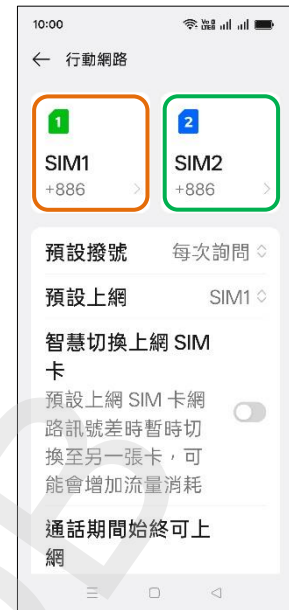 10:00
行動網路
1
2
SIM1
SIM2
+886
+886
預設撥號 每次詢問
預設上網 SIM1
智慧切換上網 SIM
卡
預設上網 SIM 卡網
路訊號差時暫時切
換至另一張卡，可
能會增加流量消耗
通話期間始終可上
網